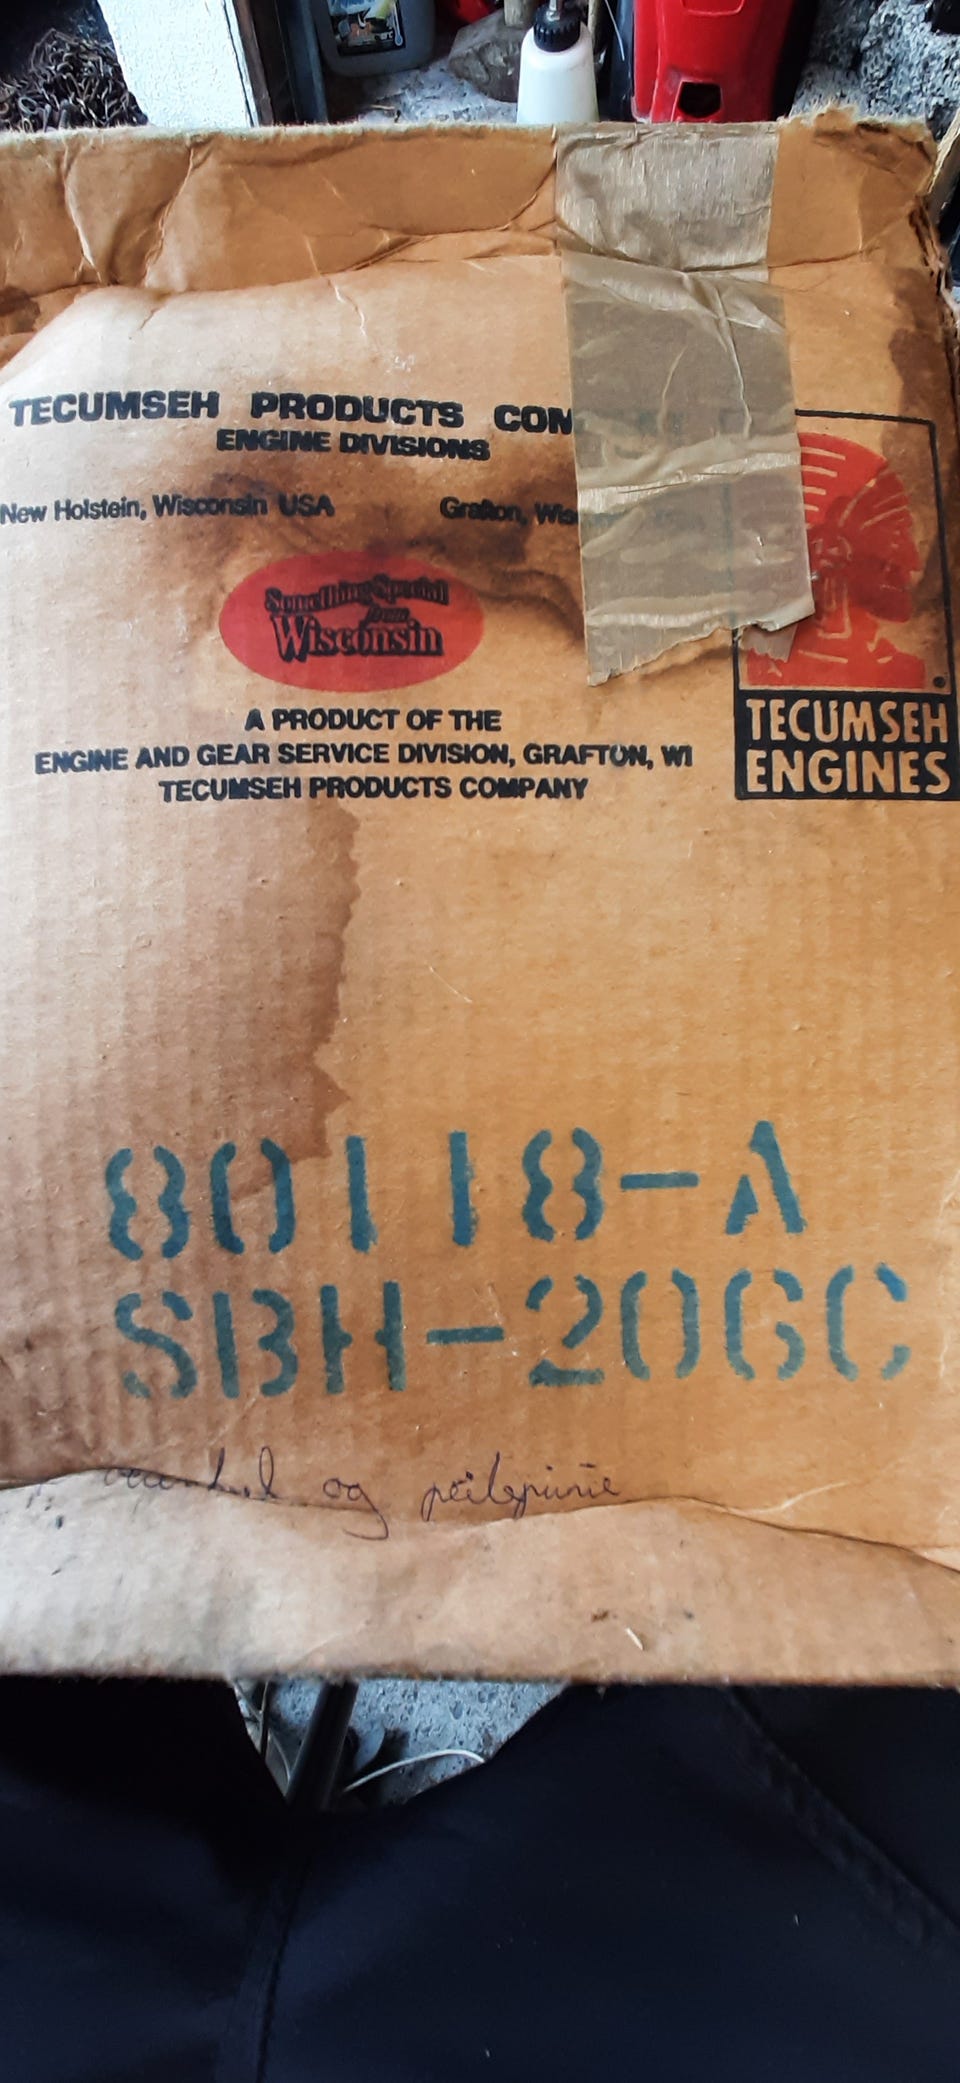 TECUMSEH PRODUCTS COM
ENGINE DIVISIONS
New Holstein, Wisconsin USA Grafton, Wis
Something Special
from
Wisconsin
A PRODUCT OF THE
ENGINE AND GEAR SERVICE DIVISION, GRAFTON, WI
TECUMSEH PRODUCTS COMPANY
TECUMSEH
ENGINES
80118-A
SBH-206C
og peilepinne